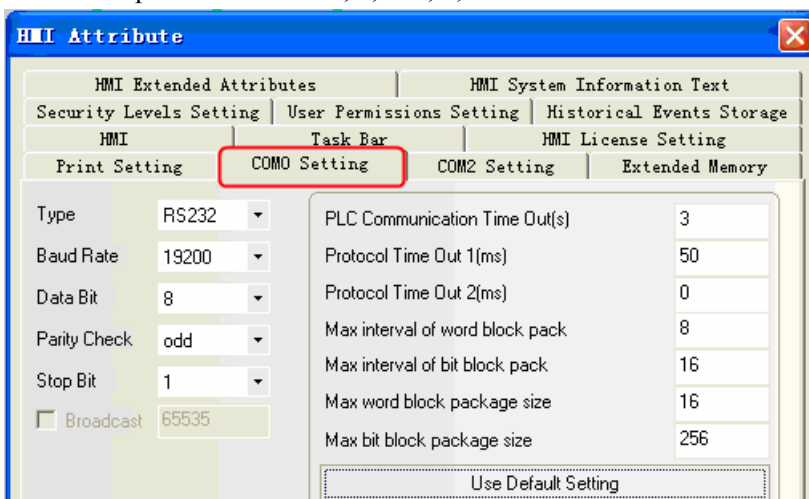 HMI Attribute
HMI Extended Attributes HMI System Information Text
Security Levels Setting User Permissions Setting Historical Events Storage
HMI Task Bar HMI License Setting
Print Setting COM0 Setting COM2 Setting Extended Memory
Type RS232 PLC Communication Time Out(s) 3
Baud Rate 19200 Protocol Time Out 1(ms) 50
Data Bit 8 Protocol Time Out 2(ms) 0
Parity Check odd Max interval of word block pack 8
Stop Bit 1 Max interval of bit block pack 16
Broadcast 65535 Max word block package size 16
Max bit block package size 256
Use Default Setting